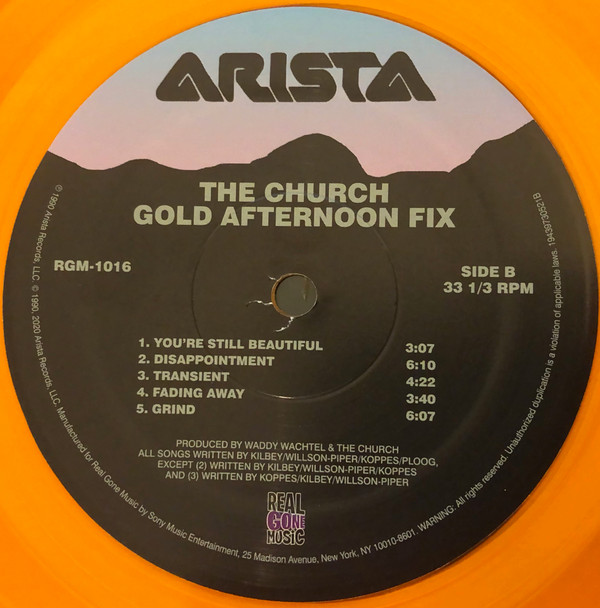 ARISTA
THE CHURCH
GOLD AFTERNOON FIX
RGM-1016
SIDE B
33 1/3 RPM
1. YOU'RE STILL BEAUTIFUL 3:07
2. DISAPPOINTMENT 6:10
3. TRANSIENT 4:22
4. FADING AWAY 3:40
5. GRIND 6:07
PRODUCED BY WADDY WACHTEL & THE CHURCH
ALL SONGS WRITTEN BY KILBEY/WILLSON-PIPER/KOPPES/PLOOG,
EXCEPT (2) WRITTEN BY KILBEY/WILLSON-PIPER/KOPPES
AND (3) WRITTEN BY KOPPES/KILBEY/WILLSON-PIPER
REAL
GONE
MUSIC
℗ 1990 Arista Records, LLC © 1990, 2020 Arista Records, LLC. Manufactured for Real Gone Music by Sony Music Entertainment, 25 Madison Avenue, New York, NY 10010-8601. WARNING: All rights reserved. Unauthorized duplication is a violation of applicable laws. 19439730521B